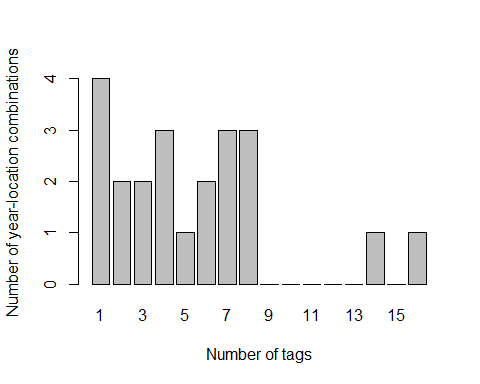 Number of year-location combinations
4
3
2
1
0
1 3 5 7 9 11 13 15
Number of tags